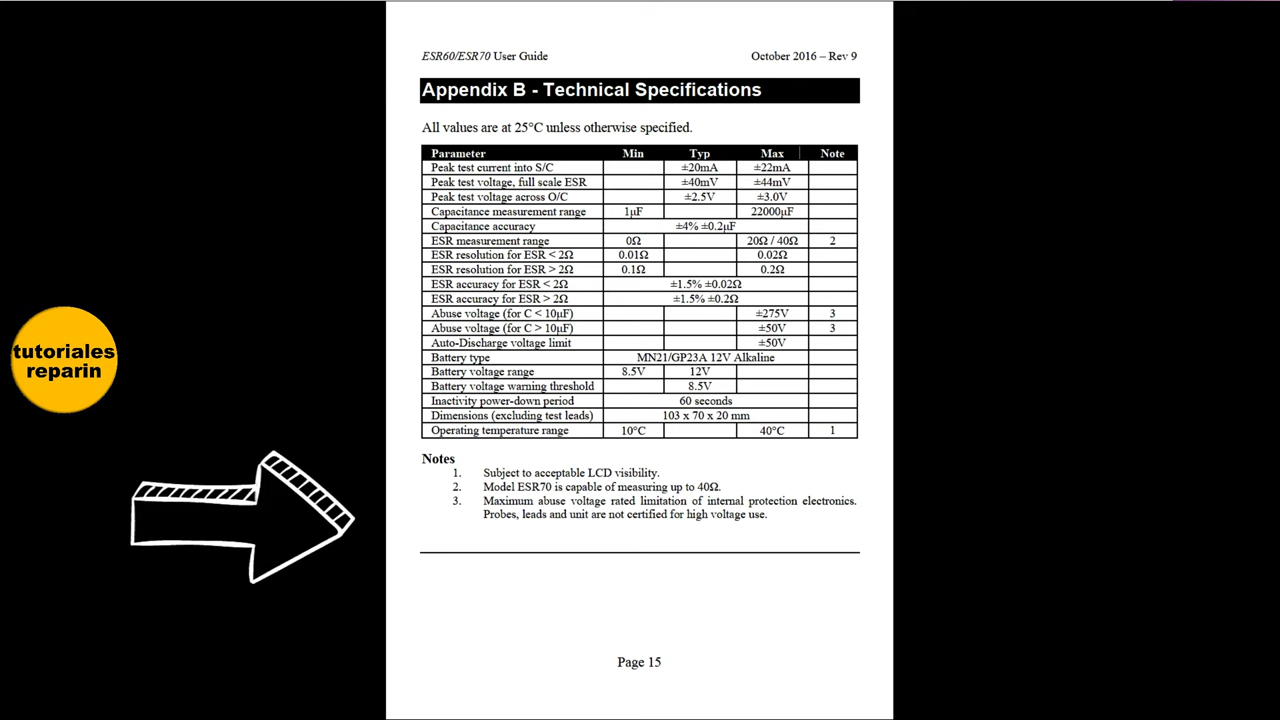 ESR60/ESR70 User Guide October 2016 – Rev 9
Appendix B - Technical Specifications
All values are at 25°C unless otherwise specified.
Parameter Min Typ Max Note
Peak test current into S/C ±20mA ±22mA
Peak test voltage, full scale ESR ±40mV ±44mV
Peak test voltage across O/C ±2.5V ±3.0V
Capacitance measurement range 1µF 22000µF
Capacitance accuracy ±4% ±0.2µF
ESR measurement range 0Ω 20Ω / 40Ω 2
ESR resolution for ESR < 2Ω 0.01Ω 0.02Ω
ESR resolution for ESR > 2Ω 0.1Ω 0.2Ω
ESR accuracy for ESR < 2Ω ±1.5% ±0.02Ω
ESR accuracy for ESR > 2Ω ±1.5% ±0.2Ω
Abuse voltage (for C < 10µF) ±275V 3
Abuse voltage (for C > 10µF) ±50V 3
Auto-Discharge voltage limit ±50V
Battery type MN21/GP23A 12V Alkaline
Battery voltage range 8.5V 12V
Battery voltage warning threshold 8.5V
Inactivity power-down period 60 seconds
Dimensions (excluding test leads) 103 x 70 x 20 mm
Operating temperature range 10°C 40°C 1
Notes
1. Subject to acceptable LCD visibility.
2. Model ESR70 is capable of measuring up to 40Ω.
3. Maximum abuse voltage rated limitation of internal protection electronics.
Probes, leads and unit are not certified for high voltage use.
Page 15
tutoriales
reparin